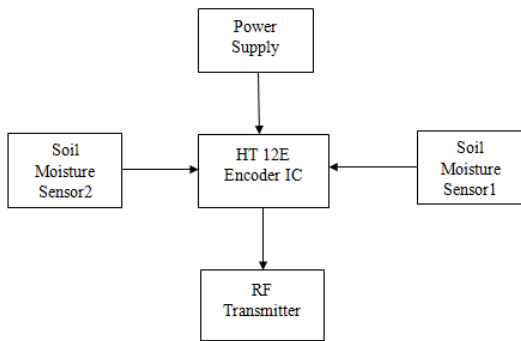 Power
Supply
Soil
Moisture
Sensor2
HT 12E
Encoder IC
Soil
Moisture
Sensor1
RF
Transmitter